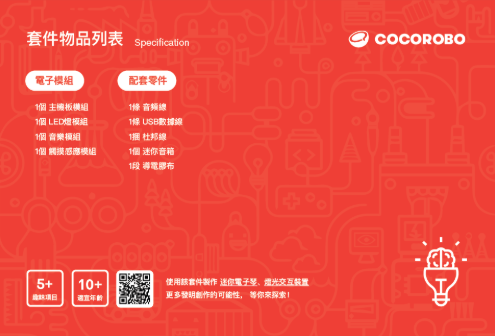 套件物品列表 Specification
COCOROBO
電子模組
配套零件
1個 主機板模組
1條 音頻線
1個 LED燈模組
1條 USB數據線
1個 音樂模組
1捆 杜邦線
1個 觸摸感應模組
1個 迷你音箱
1段 導電膠布
5+
趣味項目
10+
適宜年齡
使用該套件製作 迷你電子琴、燈光交互裝置
更多發明創作的可能性， 等你來探索！